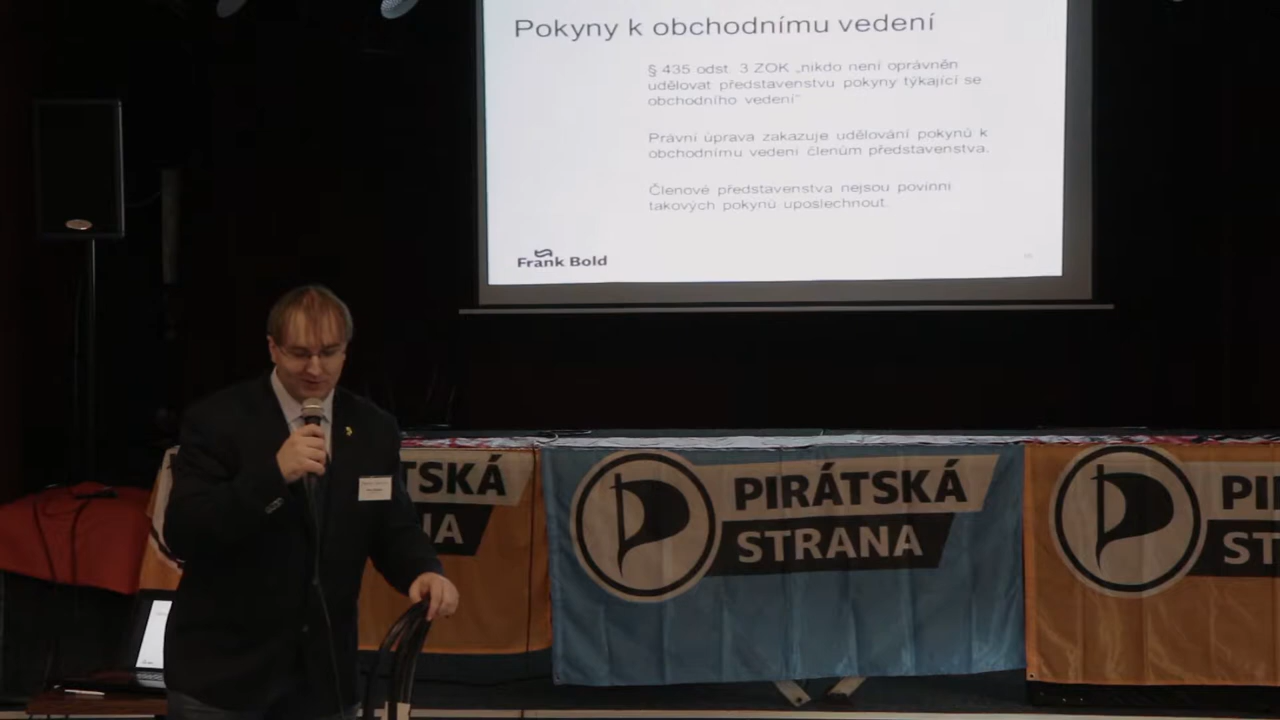 Pokyny k obchodnímu vedení
§ 435 odst. 3 ZOK „nikdo není oprávněn
udělovat představenstvu pokyny týkající se
obchodního vedení“
Právní úprava zakazuje udělování pokynů k
obchodnímu vedení členům představenstva.
Členové představenstva nejsou povinni
takových pokynů uposlechnout.
Frank Bold
TSKÁ
NA
PIRÁTSKÁ
STRANA
PI
ST